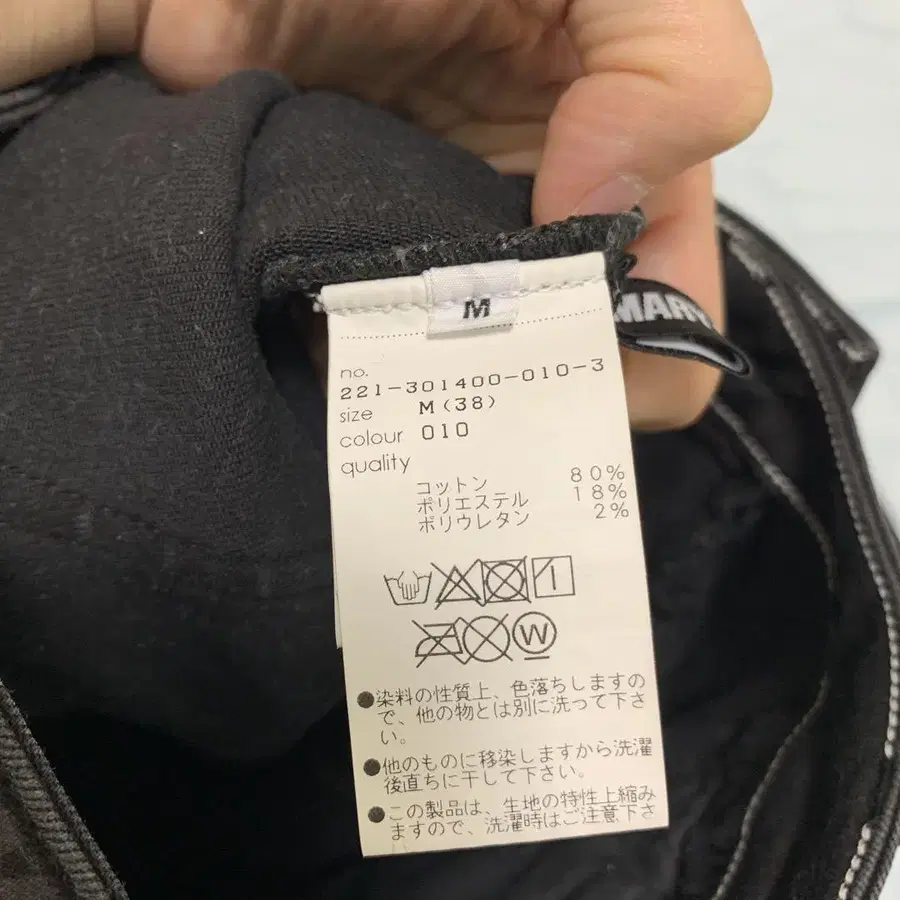 M
MAR
no.
221-301400-010-3
size M(38)
colour 010
quality
コットン 80%
ポリエステル 18%
ポリウレタン 2%
W
●染料の性質上、色落ちしますの
で、他の物とは別に洗って下さ
い。
●他のものに移染しますから洗濯
後直ちに干して下さい。
●この製品は、生地の特性上縮み
ますので、洗濯時はご注意下さ